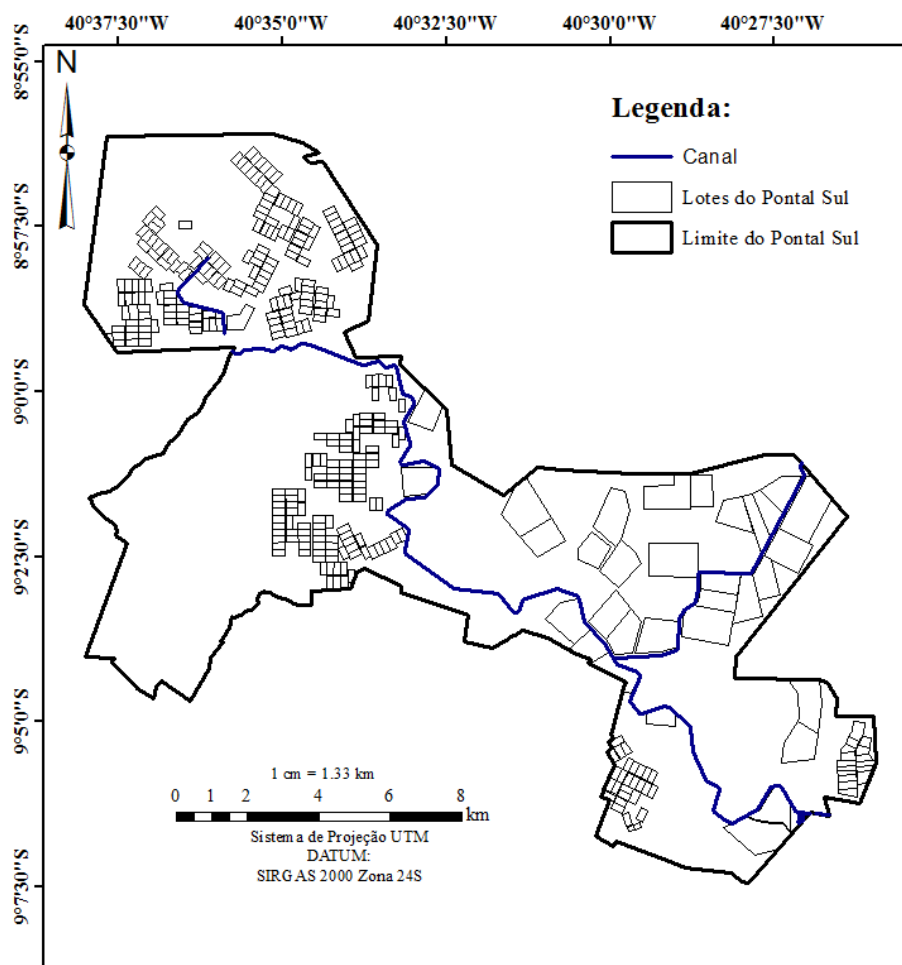 40°37'30"W 40°35'0"W 40°32'30"W 40°30'0"W 40°27'30"W
8°55'0"S
8°57'30"S
9°0'0"S
9°2'30"S
9°5'0"S
9°7'30"S
N
Legenda:
Canal
Lotes do Pontal Sul
Limite do Pontal Sul
1 cm = 1.33 km
0 1 2 4 6 8
km
Sistema de Projeção UTM
DATUM:
SIRGAS 2000 Zona 24S